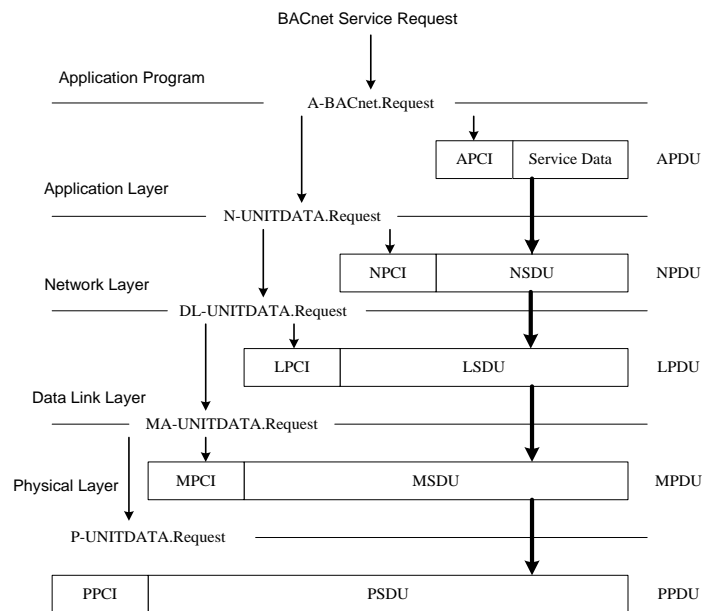 BACnet Service Request
Application Program
A-BACnet.Request
APCI Service Data APDU
Application Layer
N-UNITDATA.Request
NPCI NSDU NPDU
Network Layer
DL-UNITDATA.Request
LPCI LSDU LPDU
Data Link Layer
MA-UNITDATA.Request
MPCI MSDU MPDU
Physical Layer
P-UNITDATA.Request
PPCI PSDU PPDU